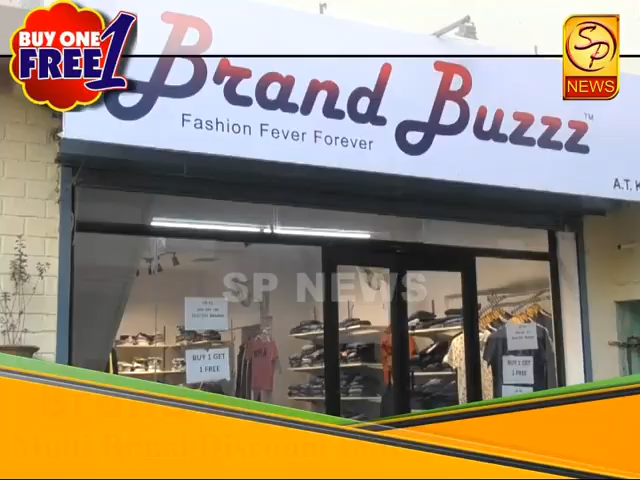 BUY ONE
FREE 1
SP
NEWS
Brand Buzzz™
Fashion Fever Forever
A.T.
SP NEWS
BUY 1 GET
1 FREE
BUY 1 GET
1 FREE